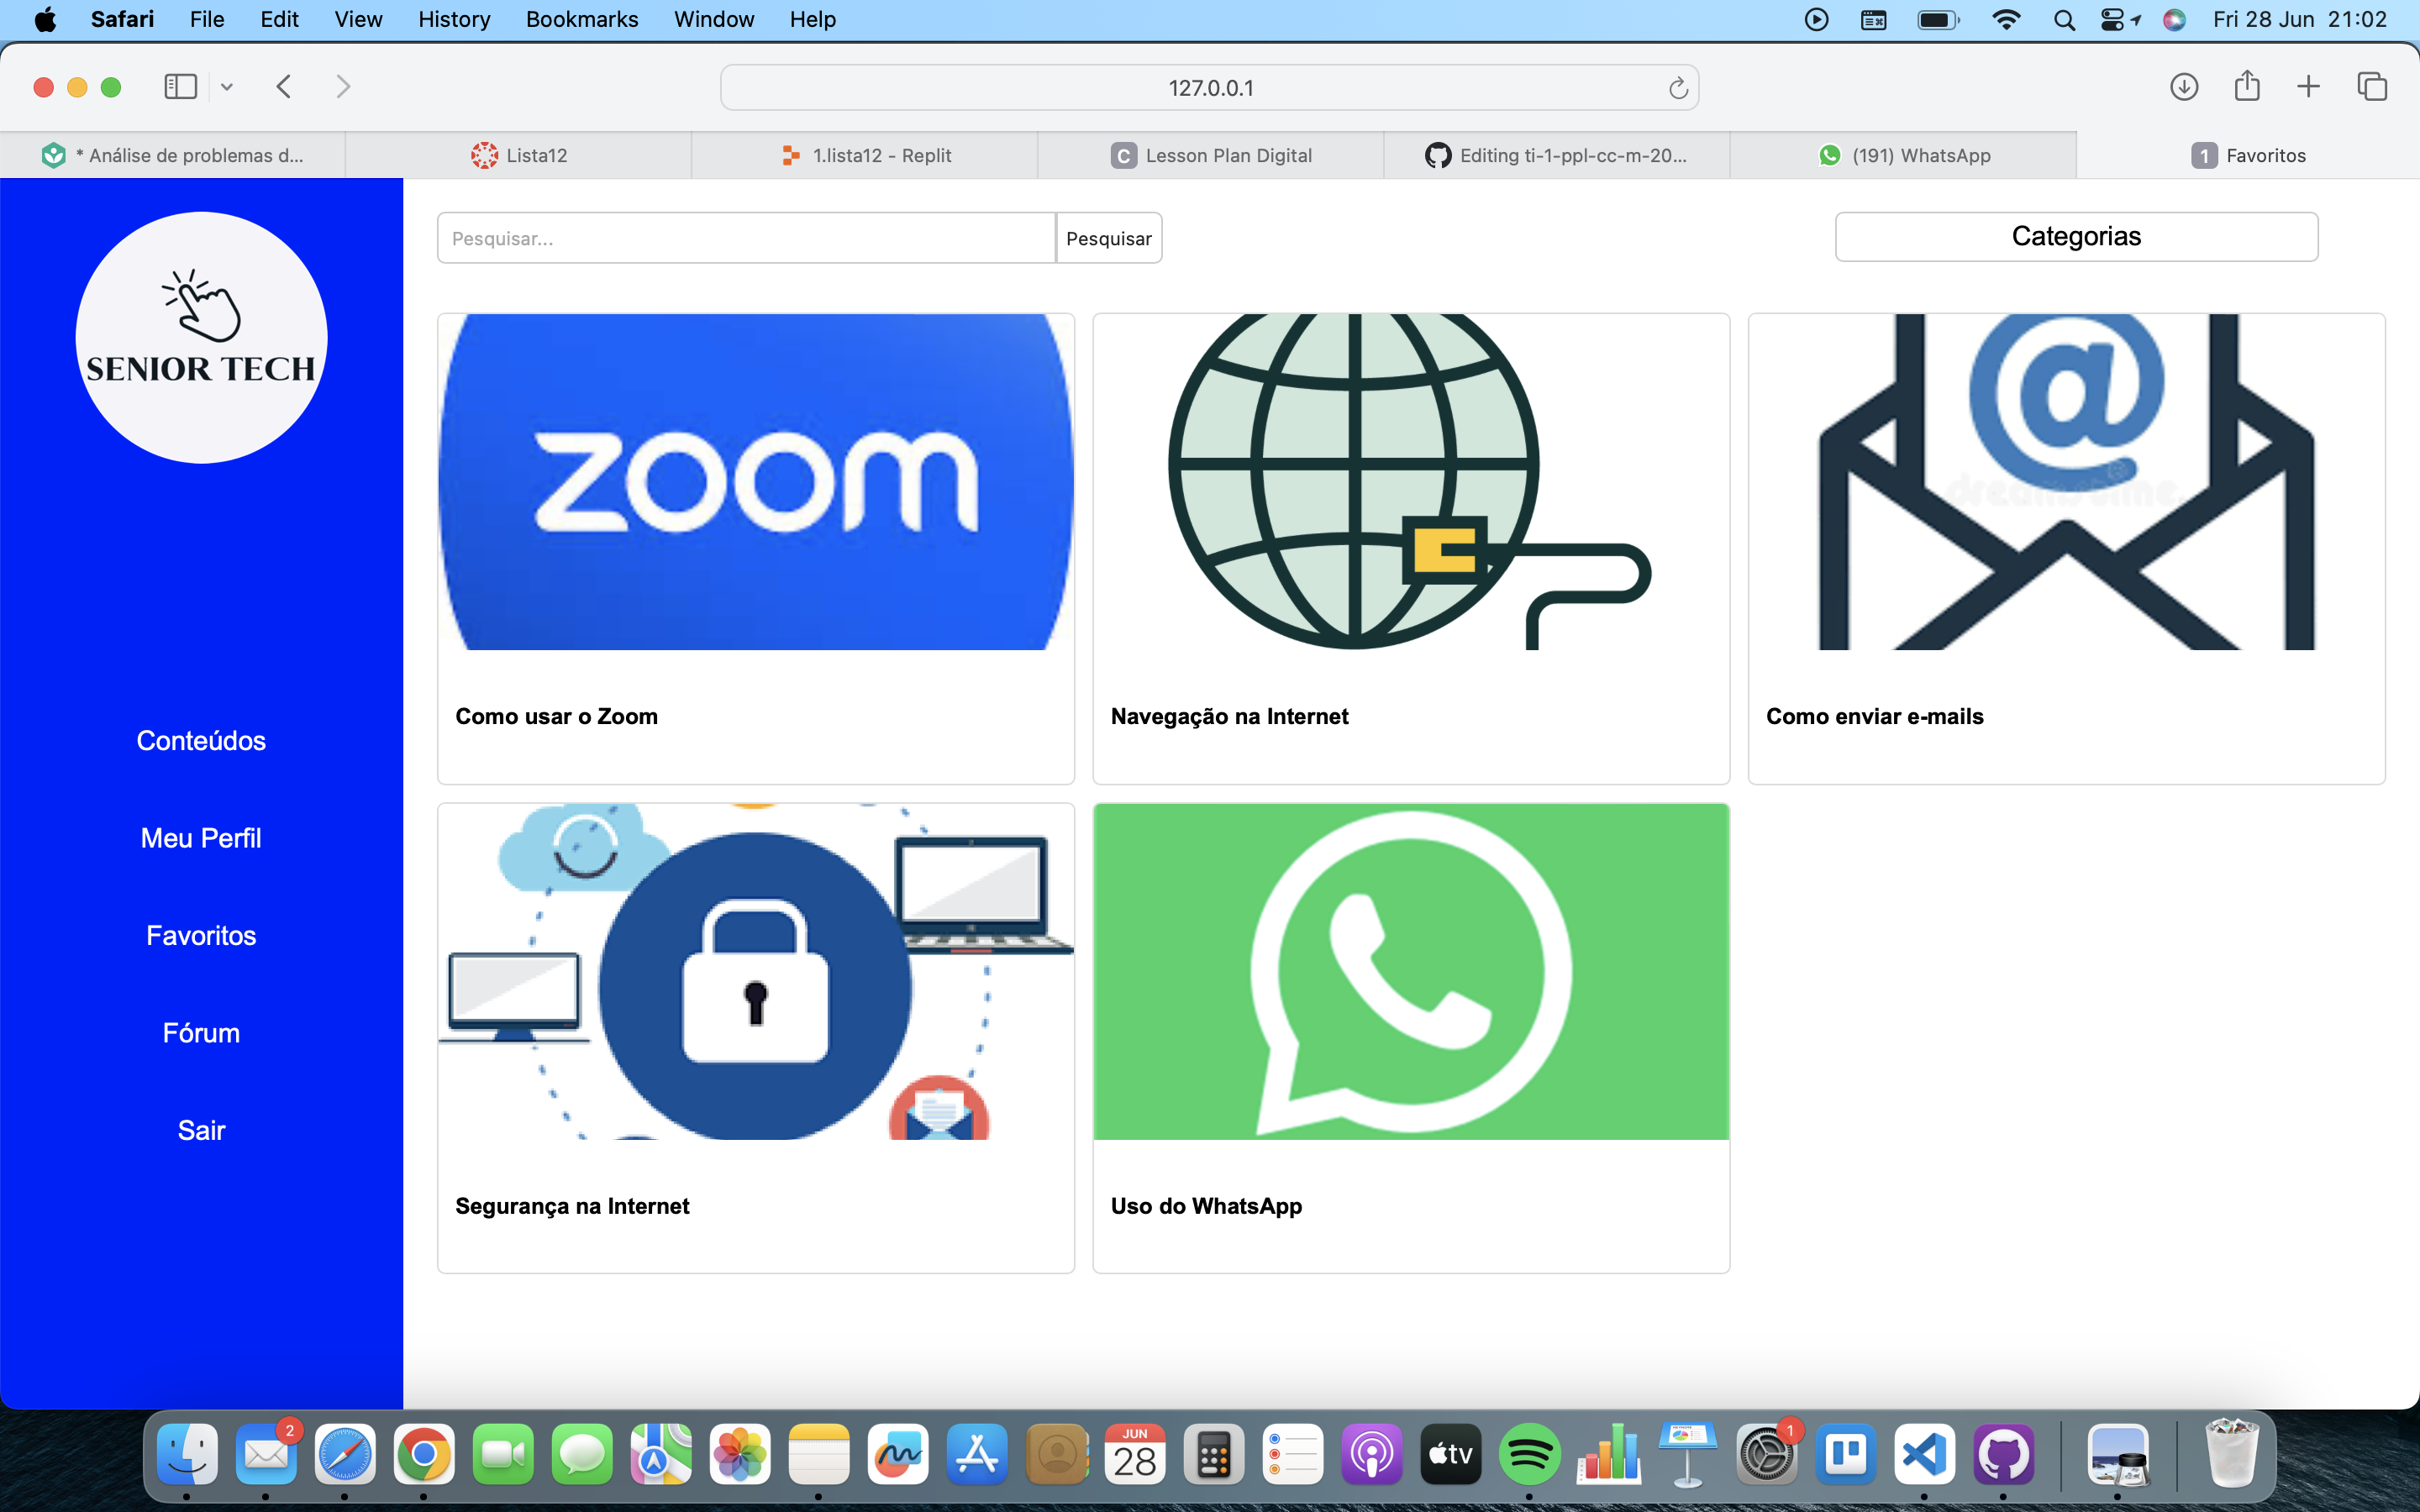 Safari File Edit View History Bookmarks Window Help Fri 28 Jun 21:02
127.0.0.1
* Análise de problemas d... Lista12 1.lista12 - Replit C Lesson Plan Digital Editing ti-1-ppl-cc-m-20... (191) WhatsApp 1 Favoritos
SENIOR TECH
Conteúdos
Meu Perfil
Favoritos
Fórum
Sair
Pesquisar... Pesquisar Categorias
zoom
@
dreamstime
Como usar o Zoom Navegação na Internet Como enviar e-mails
Segurança na Internet Uso do WhatsApp
2 JUN 28 tv 1